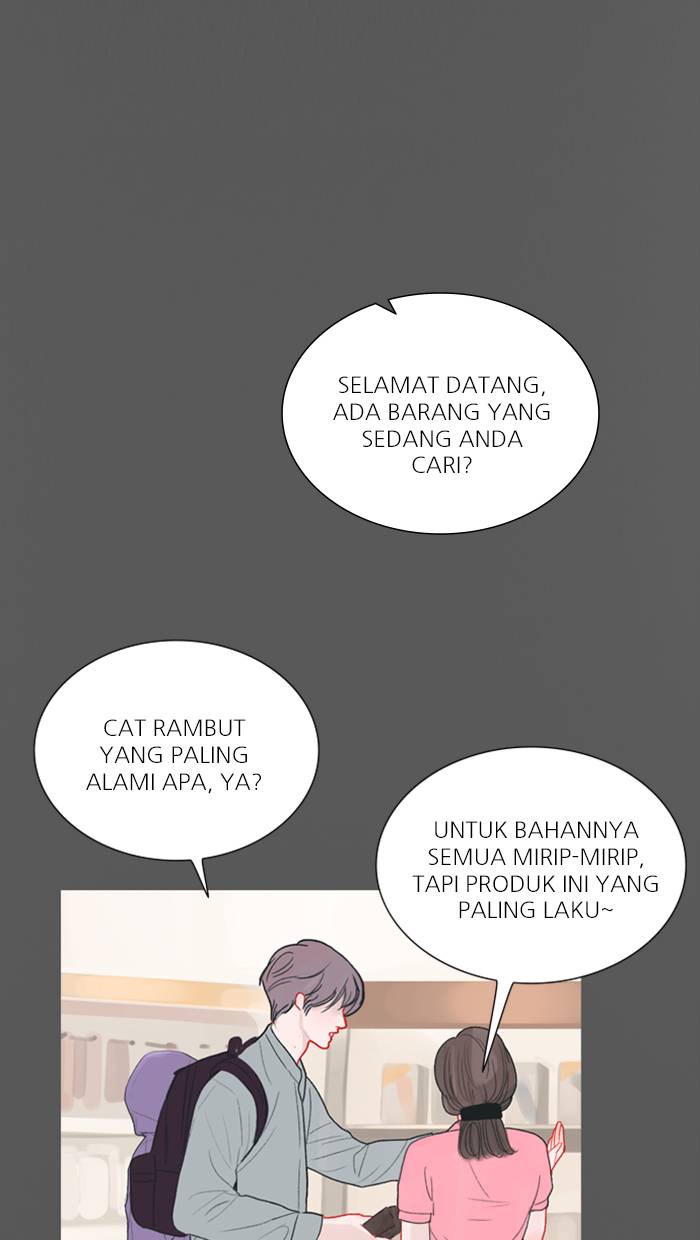 SELAMAT DATANG,
ADA BARANG YANG
SEDANG ANDA
CARI?
CAT RAMBUT
YANG PALING
ALAMI APA, YA?
UNTUK BAHANNYA
SEMUA MIRIP-MIRIP,
TAPI PRODUK INI YANG
PALING LAKU~